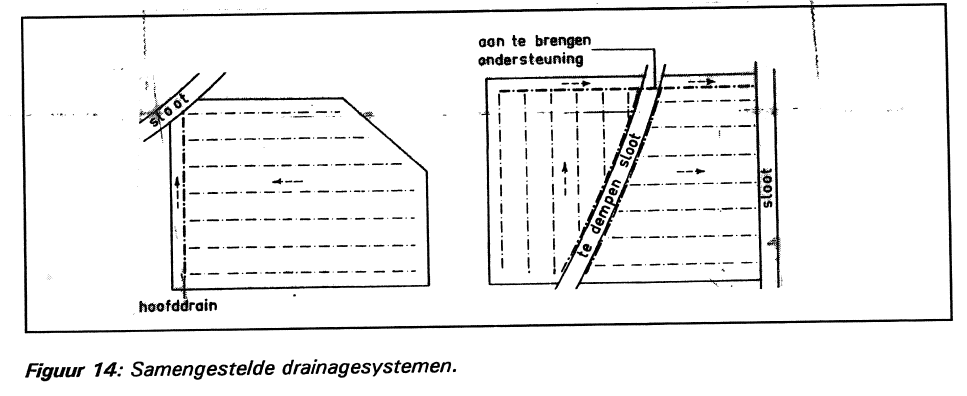 aan te brengen
ondersteuning
sloot
te dempen sloot
sloot
hoofddrain
Figuur 14: Samengestelde drainagesystemen.